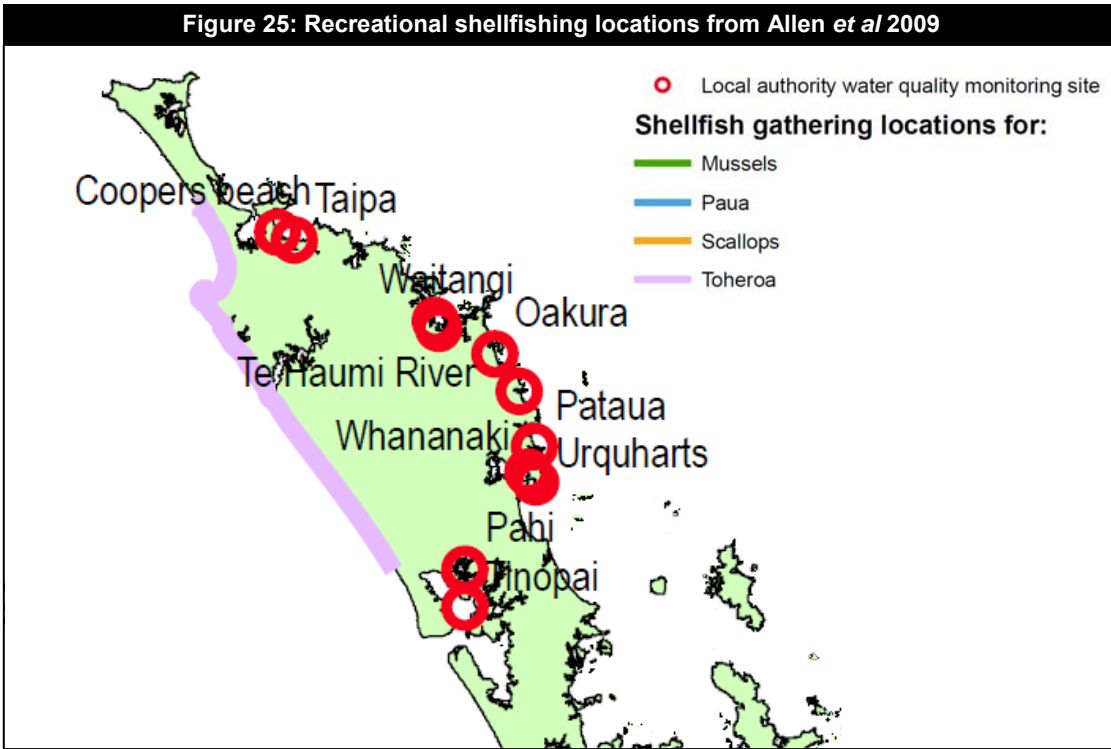 Figure 25: Recreational shellfishing locations from Allen et al 2009
Local authority water quality monitoring site
Shellfish gathering locations for:
Mussels
Paua
Scallops
Toheroa
Coopers beach
Taipa
Waitangi
Oakura
Te Haumi River
Pataua
Whananaki
Urquharts
Pahi
Tinopai